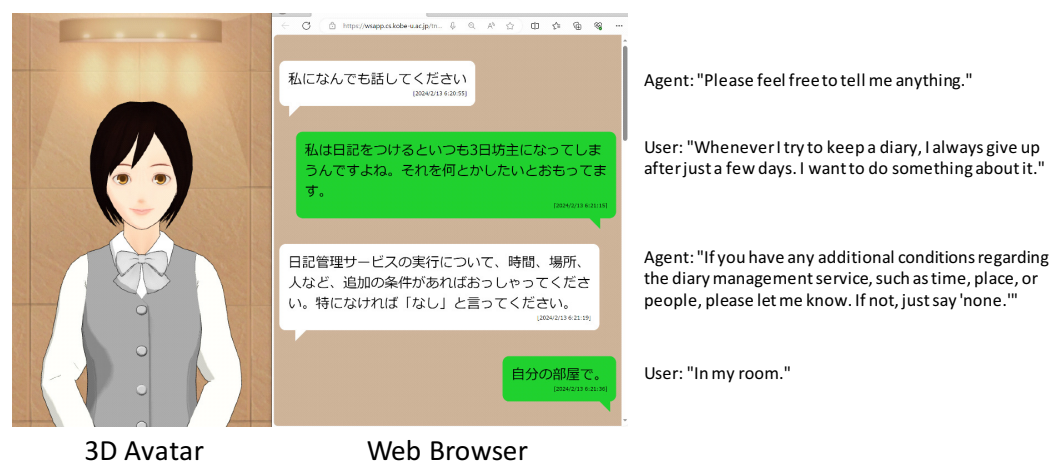 https://wsapp.cs.kobe-u.ac.jp/tn...
私になんでも話してください
[2024/2/13 6:20:55]
私は日記をつけるといつも3日坊主になってしま
うんですよね。それを何とかしたいとおもってま
す。
[2024/2/13 6:21:15]
日記管理サービスの実行について、時間、場所、
人など、追加の条件があればおっしゃってくださ
い。特になければ「なし」と言ってください。
[2024/2/13 6:21:19]
自分の部屋で。
[2024/2/13 6:21:36]
Agent: "Please feel free to tell me anything."
User: "Whenever I try to keep a diary, I always give up
after just a few days. I want to do something about it."
Agent: "If you have any additional conditions regarding
the diary management service, such as time, place, or
people, please let me know. If not, just say 'none.'"
User: "In my room."
3D Avatar
Web Browser